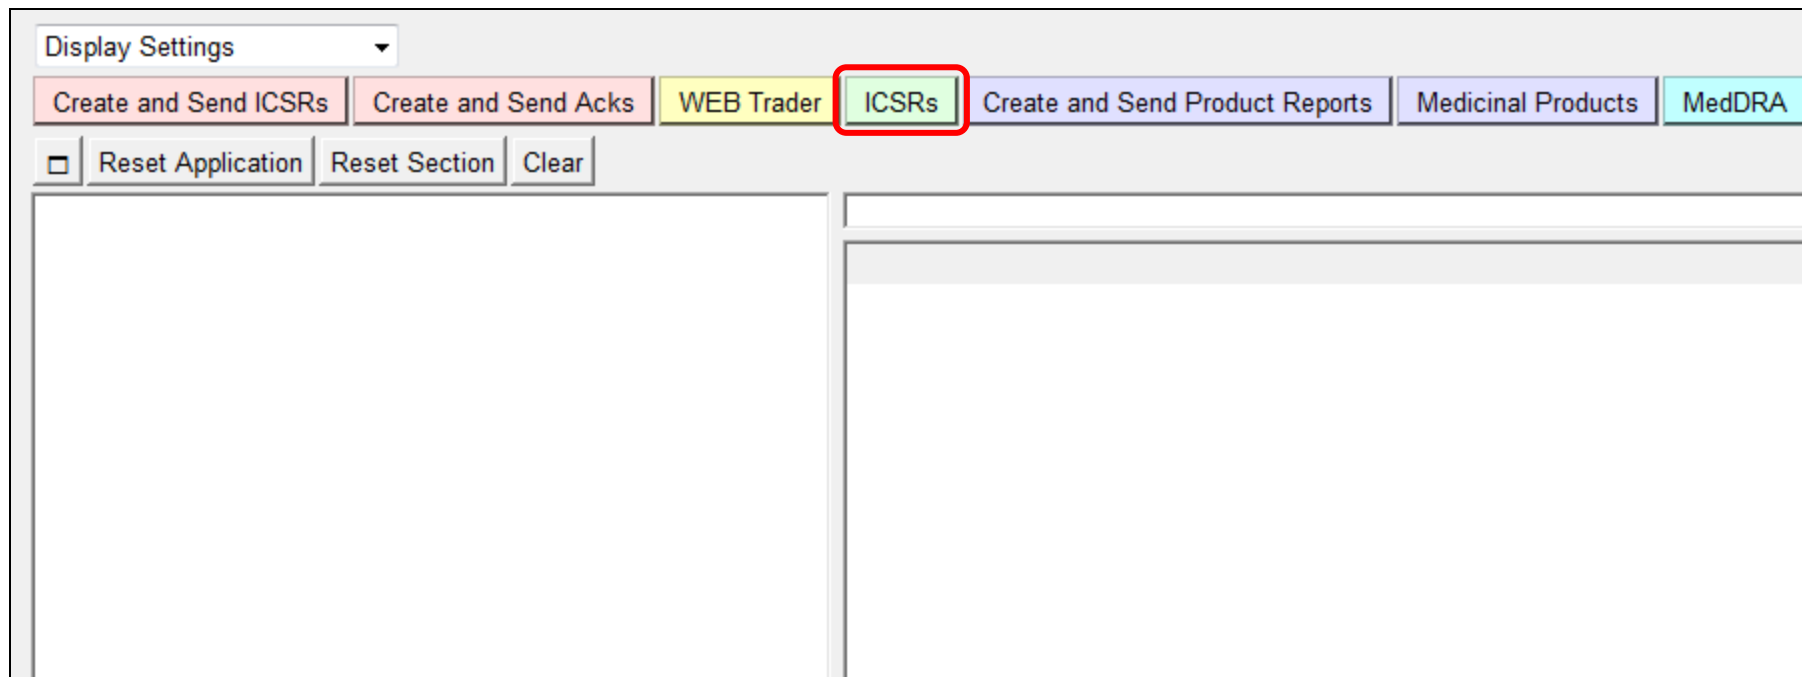 Display Settings
Create and Send ICSRs Create and Send Acks WEB Trader ICSRs Create and Send Product Reports Medicinal Products MedDRA
Reset Application Reset Section Clear